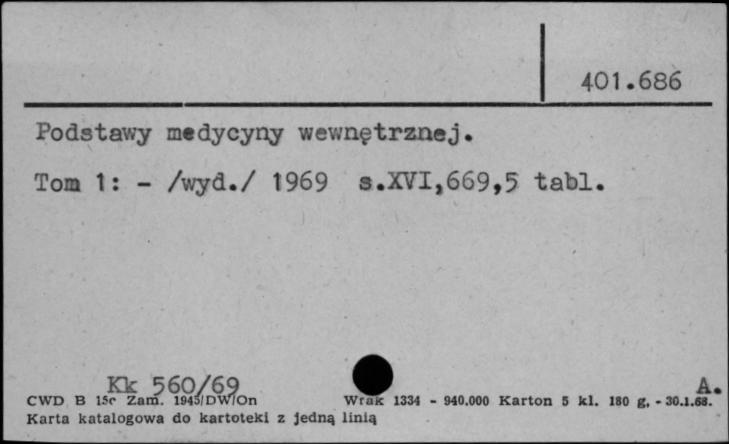 401.686
Podstawy medycyny wewnętrznej.
Tom 1: - /wyd./ 1969 s.XVI,669,5 tabl.
Kk 560/69 A.
CWD B 15c Zam. 1945/DW/On Wrak 1334 - 940.000 Karton 5 kl. 180 g. - 30.1.68.
Karta katalogowa do kartoteki z jedną linią